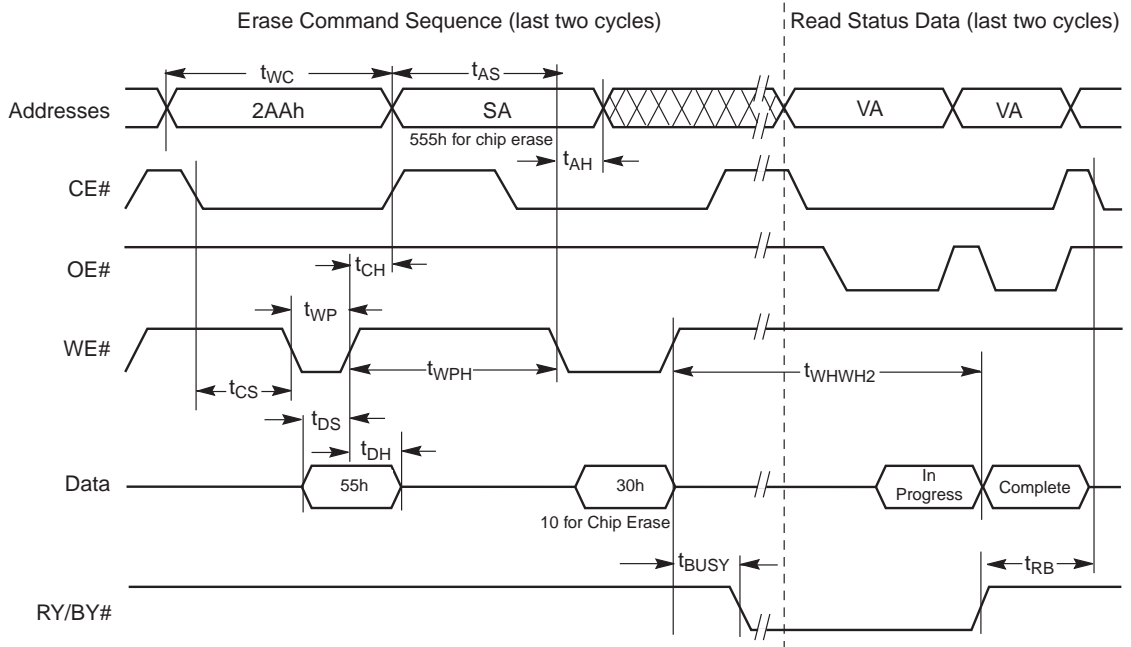 Erase Command Sequence (last two cycles)
Read Status Data (last two cycles)
tWC
tAS
Addresses
2AAh
SA
VA
VA
555h for chip erase
tAH
CE#
OE#
tCH
tWP
WE#
tWPH
tWHWH2
tCS
tDS
tDH
Data
55h
30h
In
Progress
Complete
10 for Chip Erase
tBUSY
tRB
RY/BY#